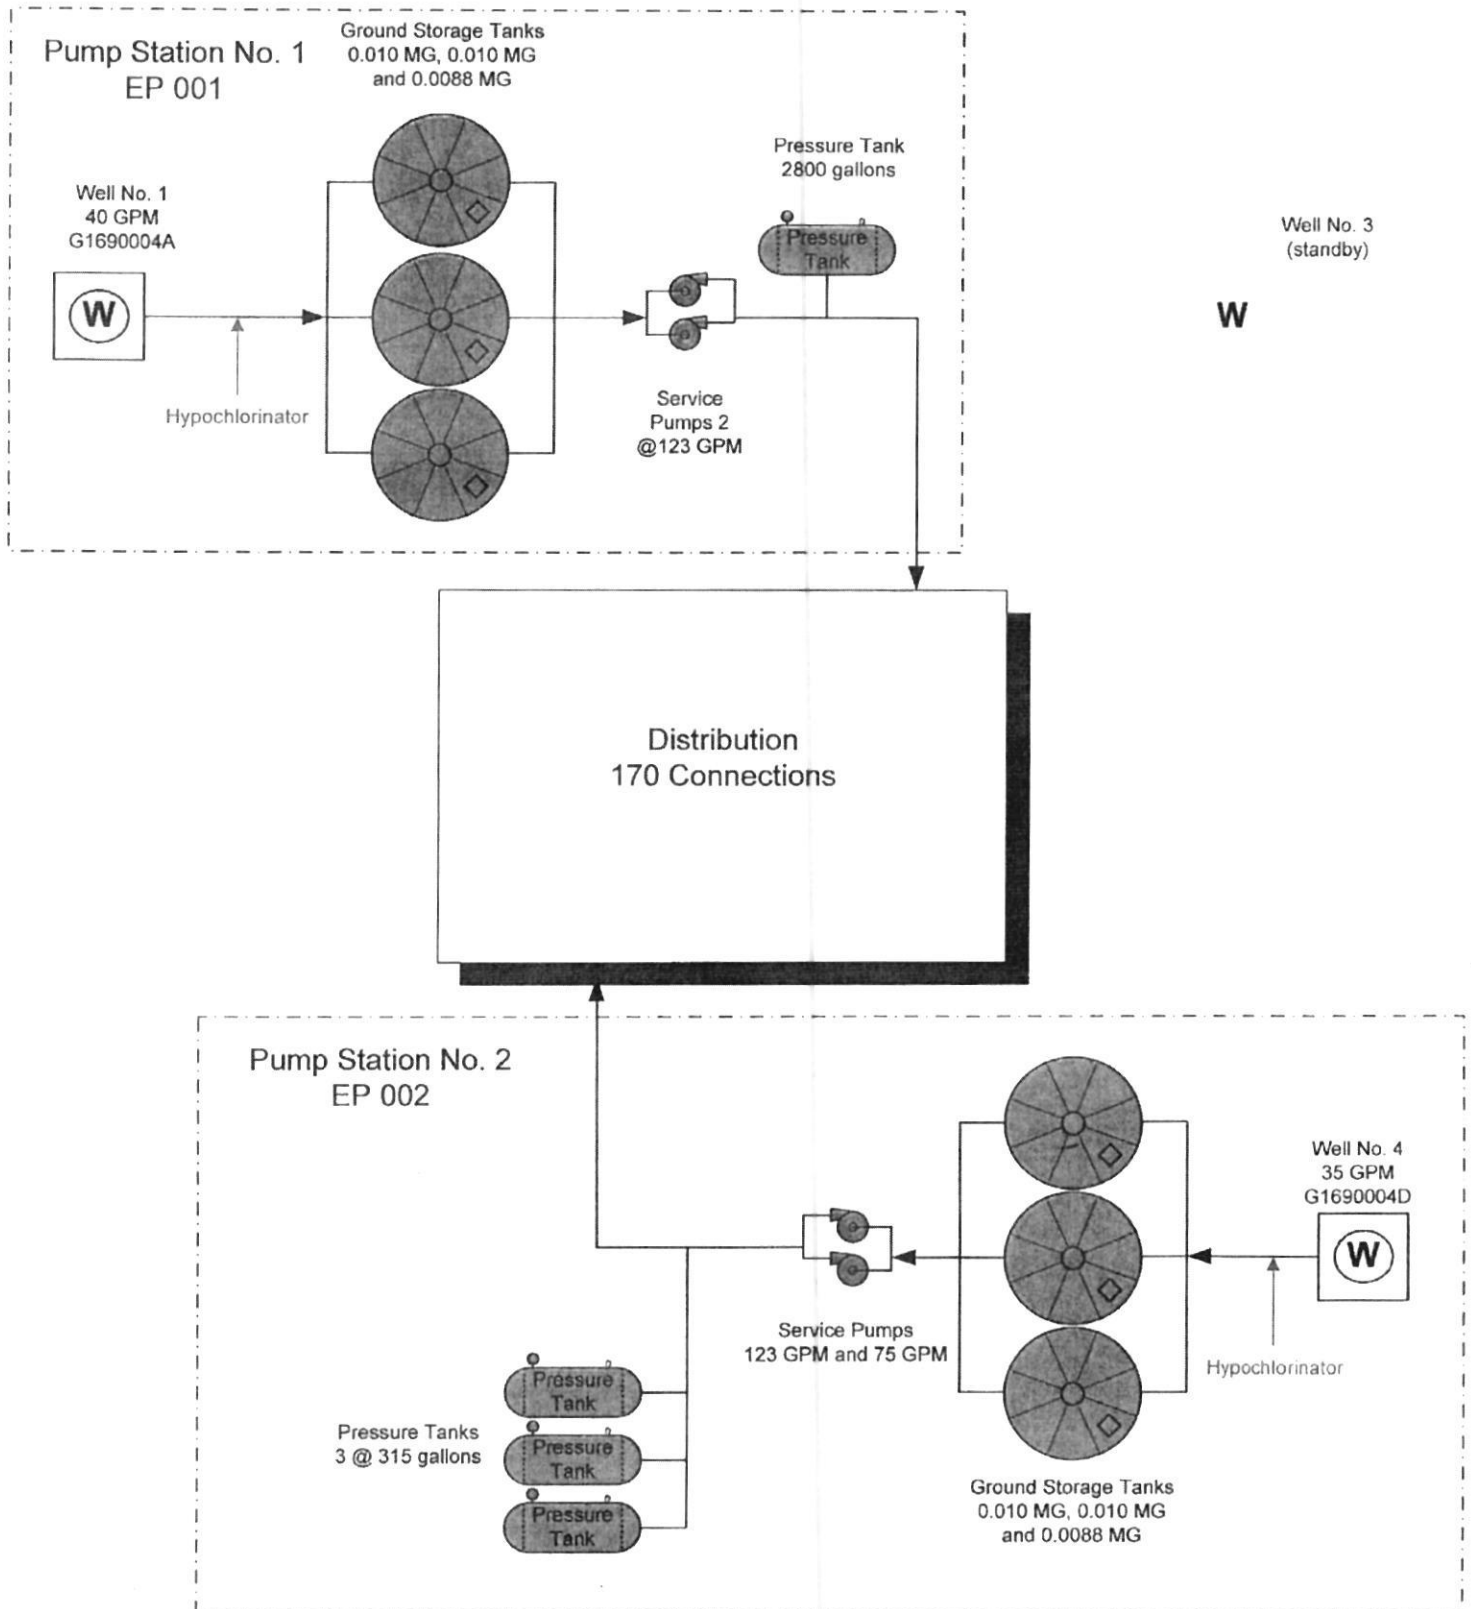 Pump Station No. 1
EP 001
Ground Storage Tanks
0.010 MG, 0.010 MG
and 0.0088 MG
Well No. 1
40 GPM
G1690004A
W
Hypochlorinator
Service
Pumps 2
@123 GPM
Pressure Tank
2800 gallons
Pressure
Tank
Well No. 3
(standby)
W
Distribution
170 Connections
Pump Station No. 2
EP 002
Well No. 4
35 GPM
G1690004D
W
Hypochlorinator
Ground Storage Tanks
0.010 MG, 0.010 MG
and 0.0088 MG
Service Pumps
123 GPM and 75 GPM
Pressure Tanks
3 @ 315 gallons
Pressure
Tank
Pressure
Tank
Pressure
Tank